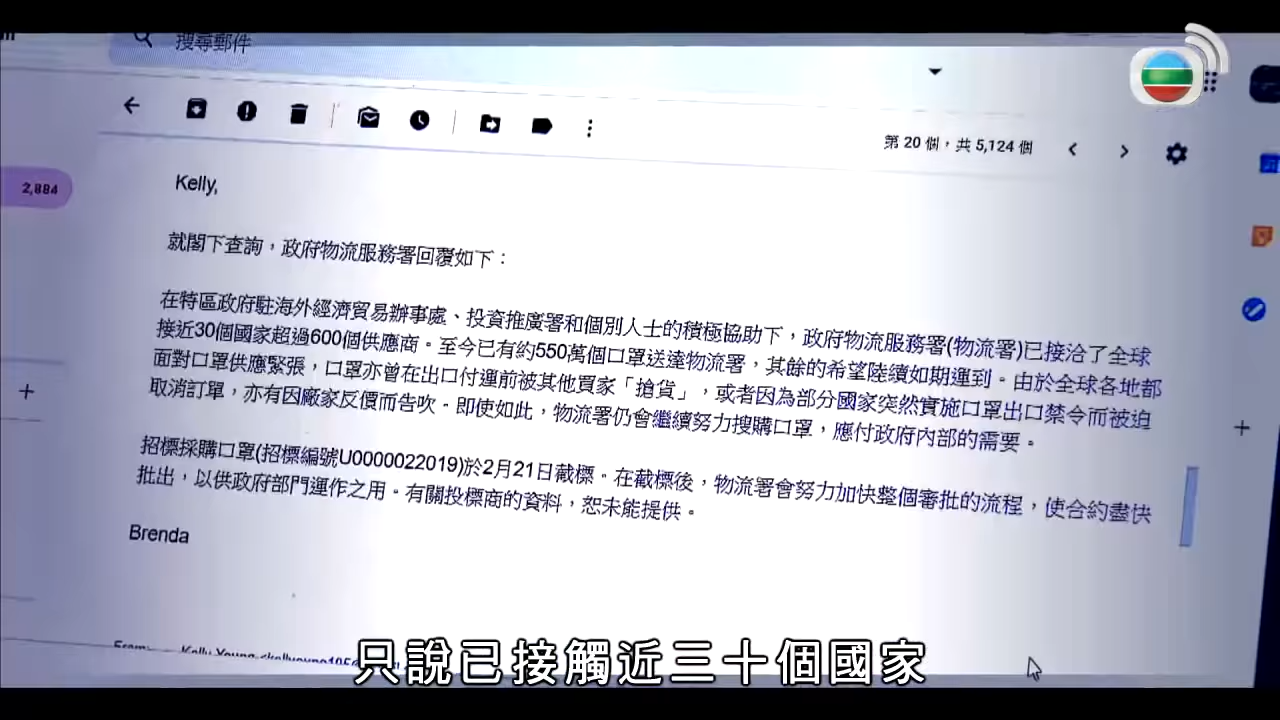 搜尋郵件
第 20 個，共 5,124 個
2,884
Kelly,
就閣下查詢，政府物流服務署回覆如下：
在特區政府駐海外經濟貿易辦事處、投資推廣署和個別人士的積極協助下，政府物流服務署(物流署)已接洽了全球
接近30個國家超過600個供應商。至今已有約550萬個口罩送達物流署，其餘的希望陸續如期運到。由於全球各地都
面對口罩供應緊張，口罩亦曾在出口付運前被其他買家「搶貨」，或者因為部分國家突然實施口罩出口禁令而被迫
取消訂單，亦有因廠家反價而告吹。即使如此，物流署仍會繼續努力搜購口罩，應付政府內部的需要。
招標採購口罩(招標編號U0000022019)於2月21日截標。在截標後，物流署會努力加快整個審批的流程，使合約盡快
批出，以供政府部門運作之用。有關投標商的資料，恕未能提供。
Brenda
只說已接觸近三十個國家